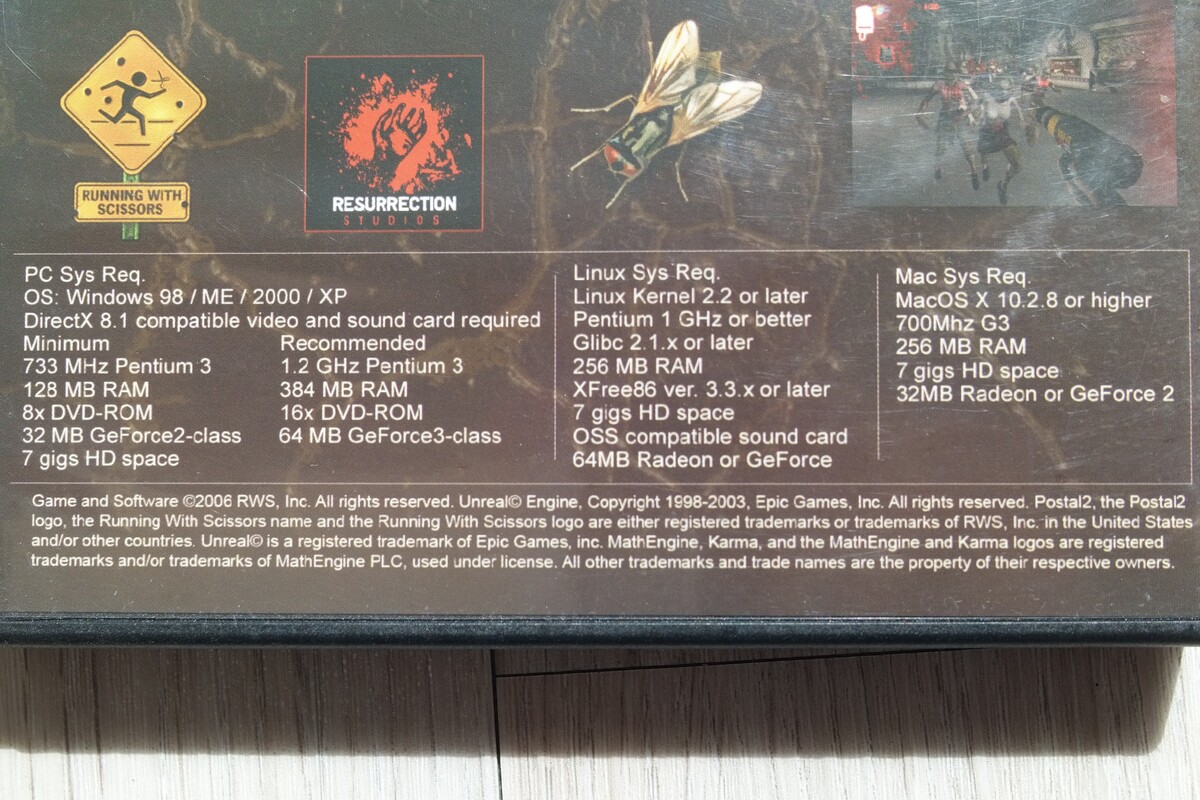 RUNNING WITH
SCISSORS
RESURRECTION
STUDIOS
PC Sys Req.
OS: Windows 98 / ME / 2000 / XP
DirectX 8.1 compatible video and sound card required
Minimum
733 MHz Pentium 3
128 MB RAM
8x DVD-ROM
32 MB GeForce2-class
7 gigs HD space
Recommended
1.2 GHz Pentium 3
384 MB RAM
16x DVD-ROM
64 MB GeForce3-class
Linux Sys Req.
Linux Kernel 2.2 or later
Pentium 1 GHz or better
Glibc 2.1.x or later
256 MB RAM
XFree86 ver. 3.3.x or later
7 gigs HD space
OSS compatible sound card
64MB Radeon or GeForce
Mac Sys Req.
MacOS X 10.2.8 or higher
700Mhz G3
256 MB RAM
7 gigs HD space
32MB Radeon or GeForce 2
Game and Software ©2006 RWS, Inc. All rights reserved. Unreal© Engine, Copyright 1998-2003, Epic Games, Inc. All rights reserved. Postal2, the Postal2
logo, the Running With Scissors name and the Running With Scissors logo are either registered trademarks or trademarks of RWS, Inc. in the United States
and/or other countries. Unreal© is a registered trademark of Epic Games, inc. MathEngine, Karma, and the MathEngine and Karma logos are registered
trademarks and/or trademarks of MathEngine PLC, used under license. All other trademarks and trade names are the property of their respective owners.